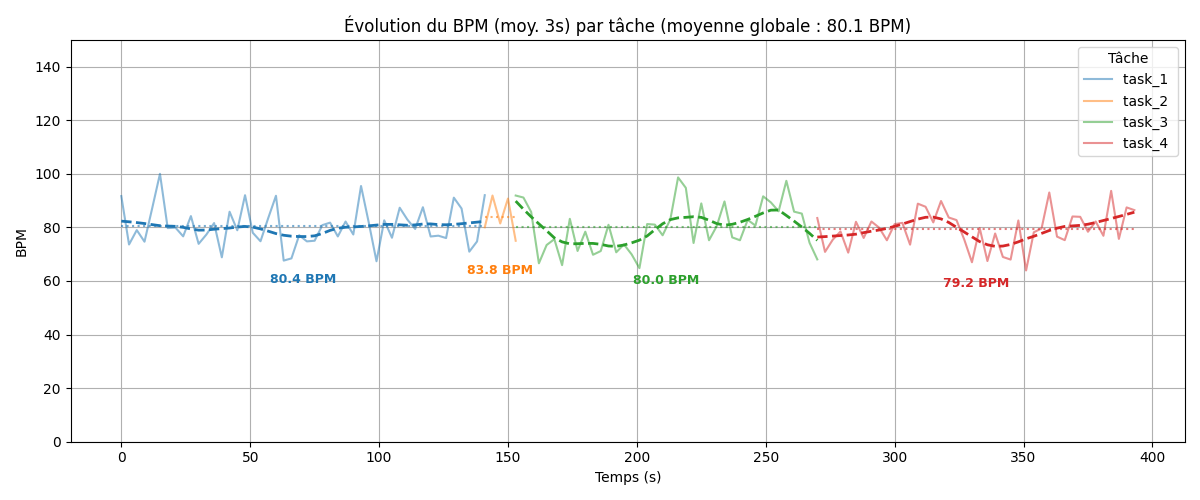 Évolution du BPM (moy. 3s) par tâche (moyenne globale : 80.1 BPM)
BPM
140
120
100
80
60
40
20
0
Tâche
task_1
task_2
task_3
task_4
80.4 BPM
83.8 BPM
80.0 BPM
79.2 BPM
0 50 100 150 200 250 300 350 400
Temps (s)